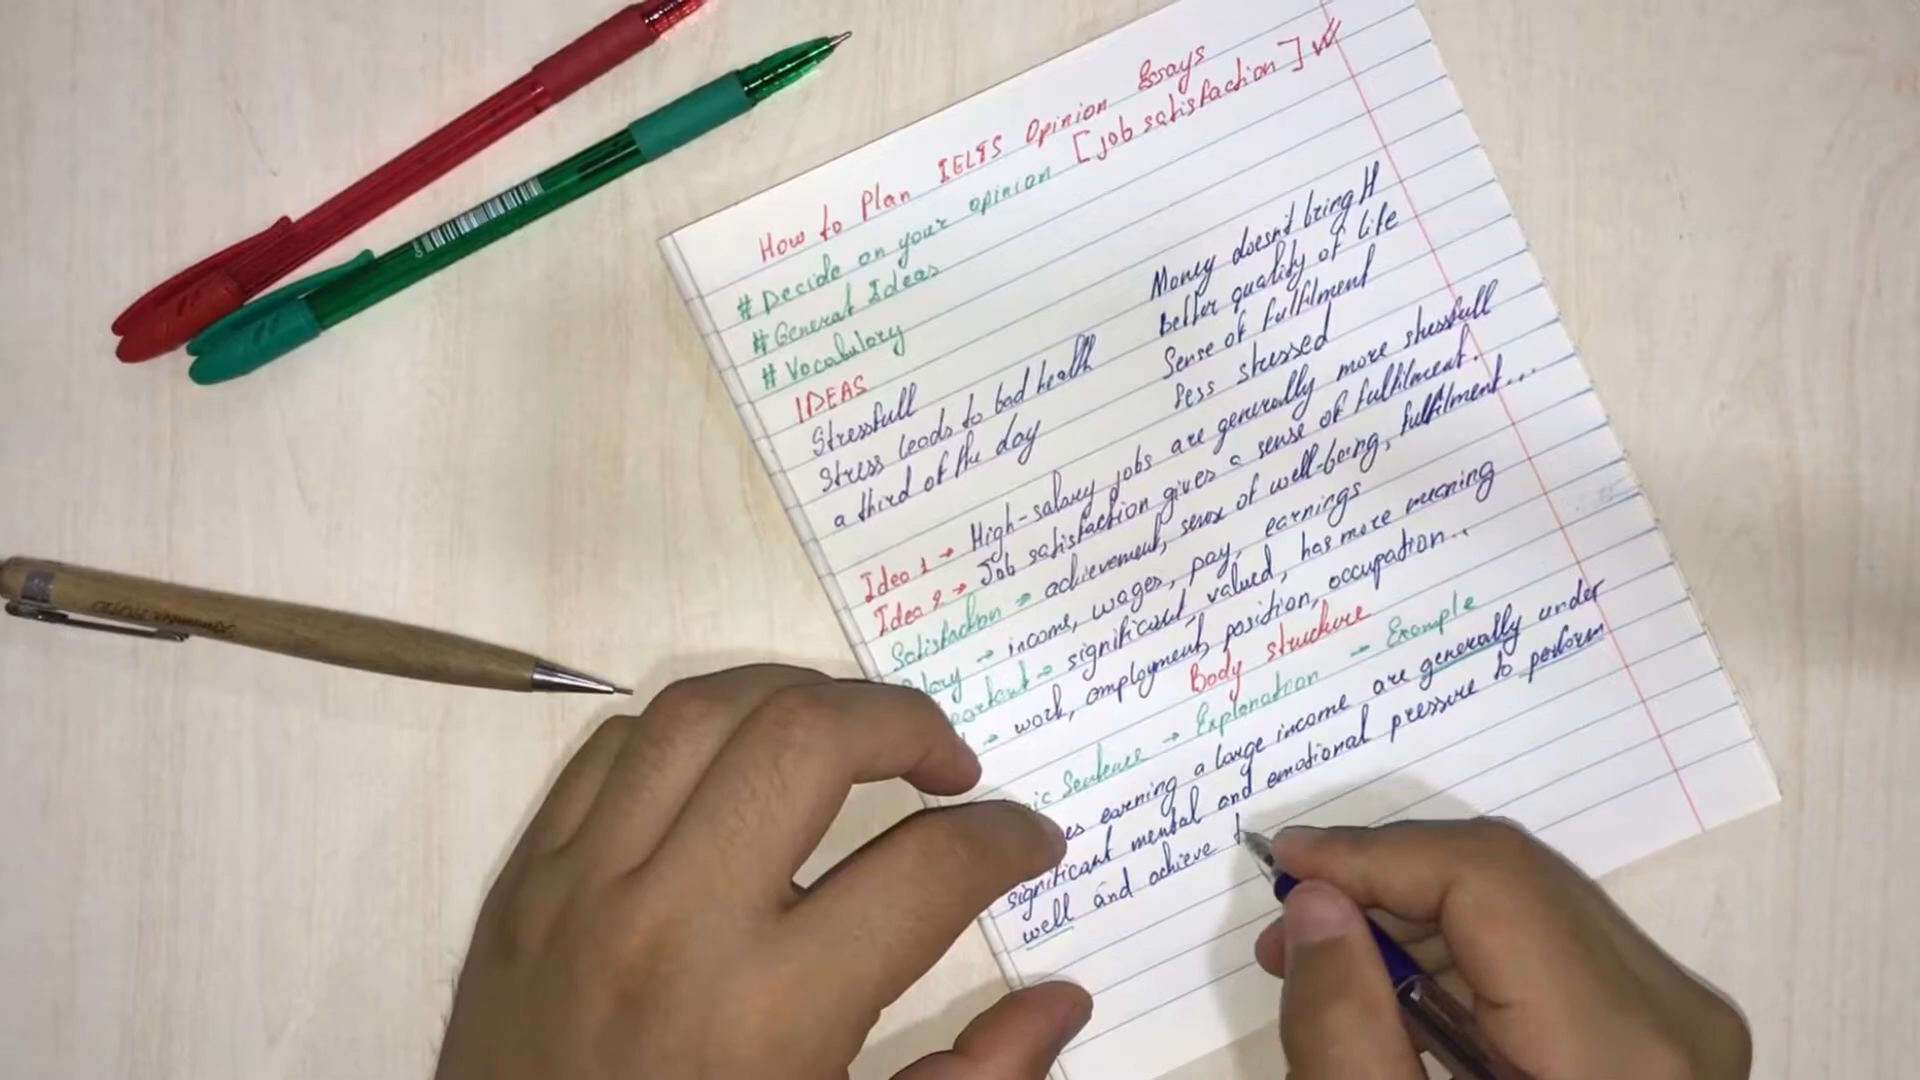 How to Plan IELTS Opinion Essays
[job satisfaction]
# Decide on your opinion
# Generat Ideas
# Vocabulary
IDEAS
Stressfull
Stress leads to bad health
a third of the day
Money doesn't bring H
better quality of life
Sense of fulfilment
less stressed
Idea 1 → High-salary jobs are generally more stressfull
Idea 2 → Job satisfaction gives a sense of fulfilment.
Satisfaction → achievement, sense of well-being, fulfilment...
→ income, wages, pay, earnings
→ significant, valued, has more meaning
→ work, employment, position, occupation...
Body structure
Sentence → Explanation → Example
earning a large income are generally under
significant mental and emotional pressure to perform
well and achieve